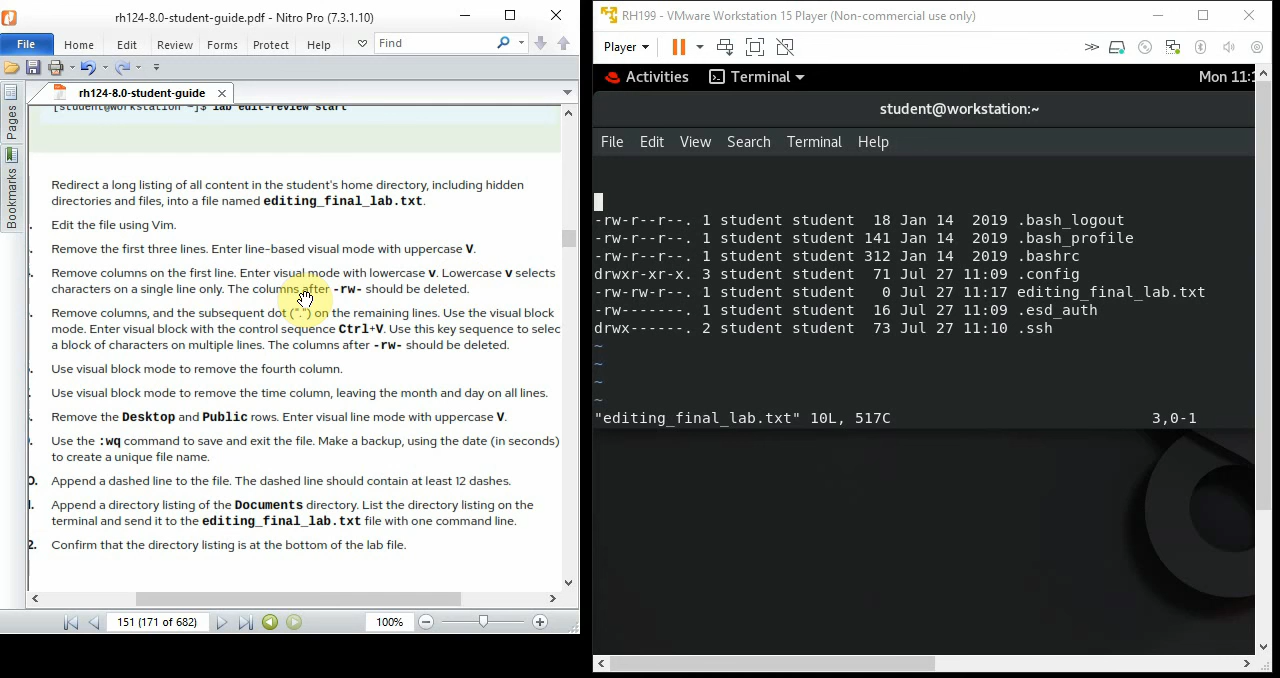 rh124-8.0-student-guide.pdf - Nitro Pro (7.3.1.10)
File Home Edit Review Forms Protect Help Find
rh124-8.0-student-guide
Pages
Bookmarks
[student@workstation ~]$ lab edit-review start
Redirect a long listing of all content in the student's home directory, including hidden
directories and files, into a file named editing_final_lab.txt.
. Edit the file using Vim.
. Remove the first three lines. Enter line-based visual mode with uppercase V.
. Remove columns on the first line. Enter visual mode with lowercase v. Lowercase v selects
characters on a single line only. The columns after -rw- should be deleted.
. Remove columns, and the subsequent dot (".") on the remaining lines. Use the visual block
mode. Enter visual block with the control sequence Ctrl+V. Use this key sequence to selec
a block of characters on multiple lines. The columns after -rw- should be deleted.
. Use visual block mode to remove the fourth column.
. Use visual block mode to remove the time column, leaving the month and day on all lines.
. Remove the Desktop and Public rows. Enter visual line mode with uppercase V.
. Use the :wq command to save and exit the file. Make a backup, using the date (in seconds)
to create a unique file name.
0. Append a dashed line to the file. The dashed line should contain at least 12 dashes.
1. Append a directory listing of the Documents directory. List the directory listing on the
terminal and send it to the editing_final_lab.txt file with one command line.
2. Confirm that the directory listing is at the bottom of the lab file.
151 (171 of 682) 100%
RH199 - VMware Workstation 15 Player (Non-commercial use only)
Player
Activities Terminal Mon 11:1
student@workstation:~
File Edit View Search Terminal Help
-rw-r--r--. 1 student student  18 Jan 14  2019 .bash_logout
-rw-r--r--. 1 student student 141 Jan 14  2019 .bash_profile
-rw-r--r--. 1 student student 312 Jan 14  2019 .bashrc
drwxr-xr-x. 3 student student  71 Jul 27 11:09 .config
-rw-rw-r--. 1 student student   0 Jul 27 11:17 editing_final_lab.txt
-rw-------. 1 student student  16 Jul 27 11:09 .esd_auth
drwx------. 2 student student  73 Jul 27 11:10 .ssh
~
~
~
~
"editing_final_lab.txt" 10L, 517C 3,0-1